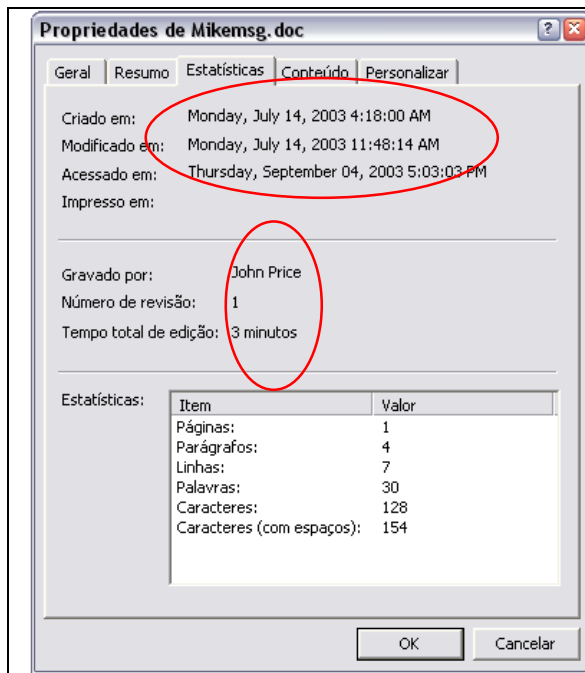 Propriedades de Mikemsg.doc
Geral Resumo Estatísticas Conteúdo Personalizar
Criado em: Monday, July 14, 2003 4:18:00 AM
Modificado em: Monday, July 14, 2003 11:48:14 AM
Acessado em: Thursday, September 04, 2003 5:03:03 PM
Impresso em:
Gravado por: John Price
Número de revisão: 1
Tempo total de edição: 3 minutos
Estatísticas: Item Valor
Páginas: 1
Parágrafos: 4
Linhas: 7
Palavras: 30
Caracteres: 128
Caracteres (com espaços): 154
OK Cancelar